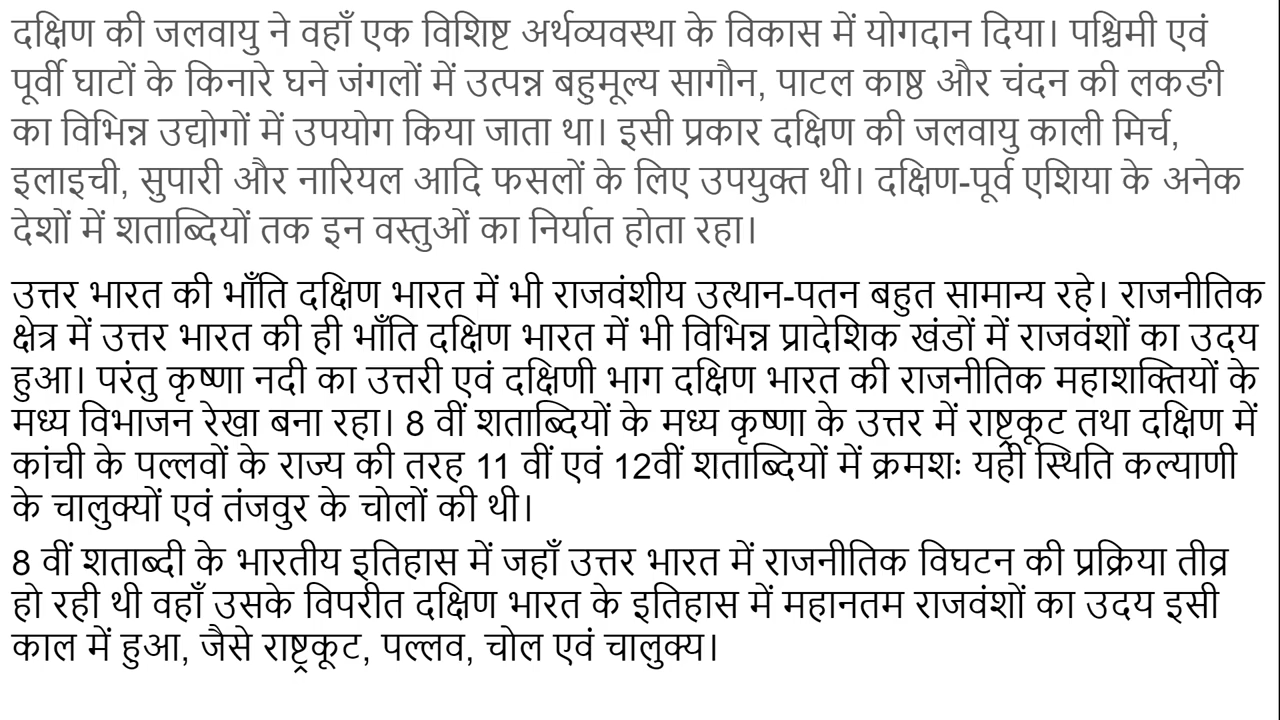 दक्षिण की जलवायु ने वहाँ एक विशिष्ट अर्थव्यवस्था के विकास में योगदान दिया। पश्चिमी एवं
पूर्वी घाटों के किनारे घने जंगलों में उत्पन्न बहुमूल्य सागौन, पाटल काष्ठ और चंदन की लकङी
का विभिन्न उद्योगों में उपयोग किया जाता था। इसी प्रकार दक्षिण की जलवायु काली मिर्च,
इलाइची, सुपारी और नारियल आदि फसलों के लिए उपयुक्त थी। दक्षिण-पूर्व एशिया के अनेक
देशों में शताब्दियों तक इन वस्तुओं का निर्यात होता रहा।
उत्तर भारत की भाँति दक्षिण भारत में भी राजवंशीय उत्थान-पतन बहुत सामान्य रहे। राजनीतिक
क्षेत्र में उत्तर भारत की ही भाँति दक्षिण भारत में भी विभिन्न प्रादेशिक खंडों में राजवंशों का उदय
हुआ। परंतु कृष्णा नदी का उत्तरी एवं दक्षिणी भाग दक्षिण भारत की राजनीतिक महाशक्तियों के
मध्य विभाजन रेखा बना रहा। 8 वीं शताब्दियों के मध्य कृष्णा के उत्तर में राष्ट्रकूट तथा दक्षिण में
कांची के पल्लवों के राज्य की तरह 11 वीं एवं 12वीं शताब्दियों में क्रमशः यही स्थिति कल्याणी
के चालुक्यों एवं तंजवुर के चोलों की थी।
8 वीं शताब्दी के भारतीय इतिहास में जहाँ उत्तर भारत में राजनीतिक विघटन की प्रक्रिया तीव्र
हो रही थी वहाँ उसके विपरीत दक्षिण भारत के इतिहास में महानतम राजवंशों का उदय इसी
काल में हुआ, जैसे राष्ट्रकूट, पल्लव, चोल एवं चालुक्य।